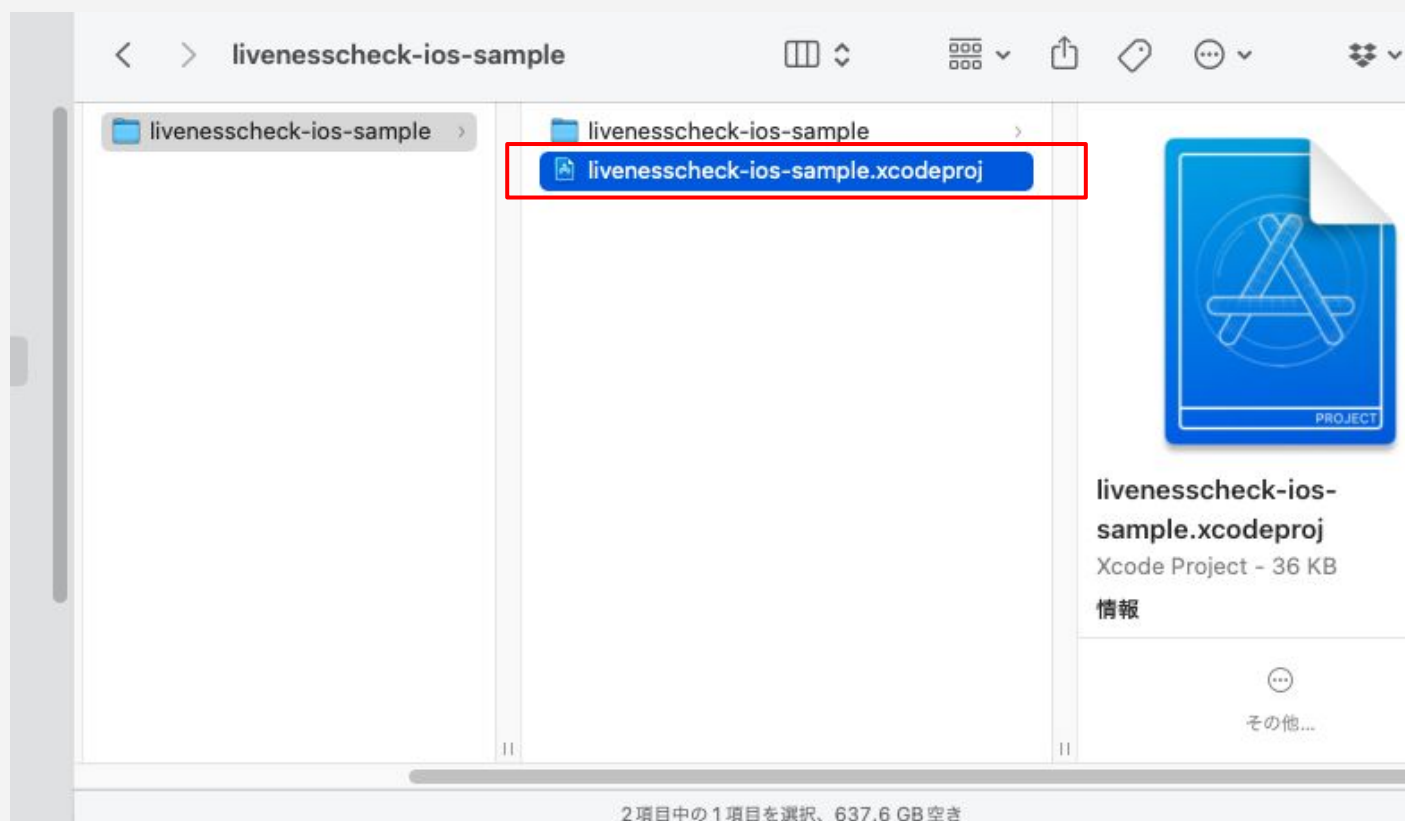 livenesscheck-ios-sample
livenesscheck-ios-sample
livenesscheck-ios-sample
livenesscheck-ios-sample.xcodeproj
PROJECT
livenesscheck-ios-
sample.xcodeproj
Xcode Project - 36 KB
情報
その他...
2項目中の1項目を選択、637.6 GB空き